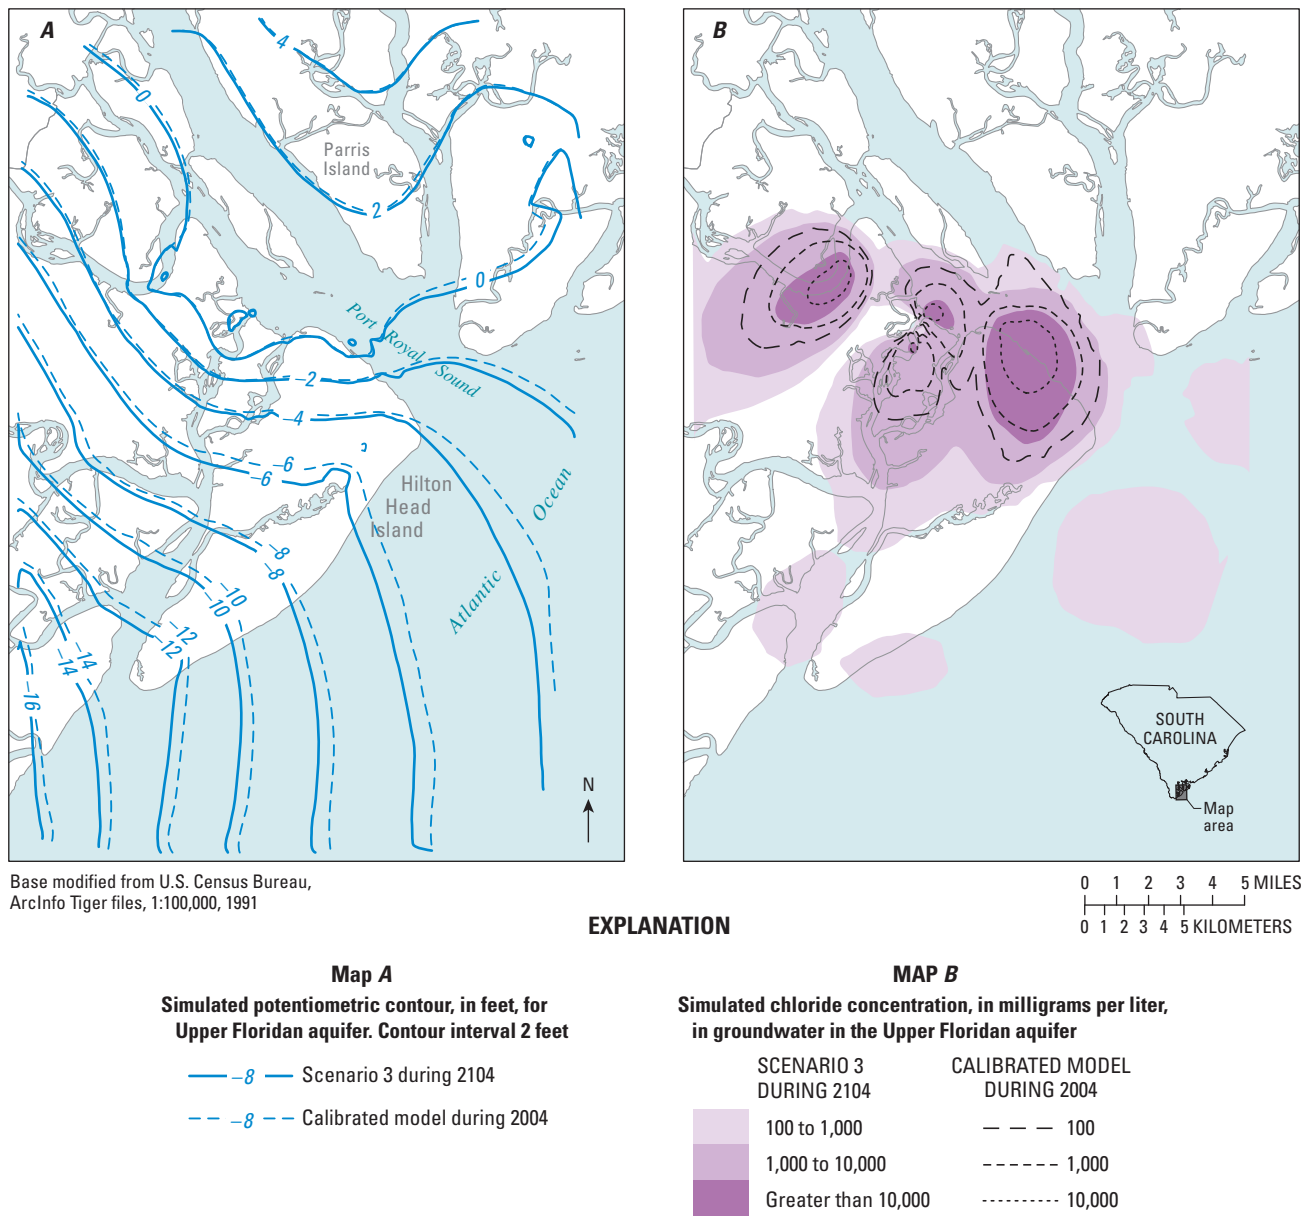 A
4
0
Parris
Island
2
0
Port Royal
Sound
-2
-4
-6
-6
Hilton
Head
Island
Ocean
Atlantic
-8
-8
-10
-10
-12
-12
-14
-14
-16
N
B
SOUTH
CAROLINA
Map
area
Base modified from U.S. Census Bureau,
ArcInfo Tiger files, 1:100,000, 1991
0 1 2 3 4 5 MILES
0 1 2 3 4 5 KILOMETERS
EXPLANATION
Map A
Simulated potentiometric contour, in feet, for
Upper Floridan aquifer. Contour interval 2 feet
–8 Scenario 3 during 2104
–8 Calibrated model during 2004
MAP B
Simulated chloride concentration, in milligrams per liter,
in groundwater in the Upper Floridan aquifer
SCENARIO 3
DURING 2104
100 to 1,000
1,000 to 10,000
Greater than 10,000
CALIBRATED MODEL
DURING 2004
100
1,000
10,000